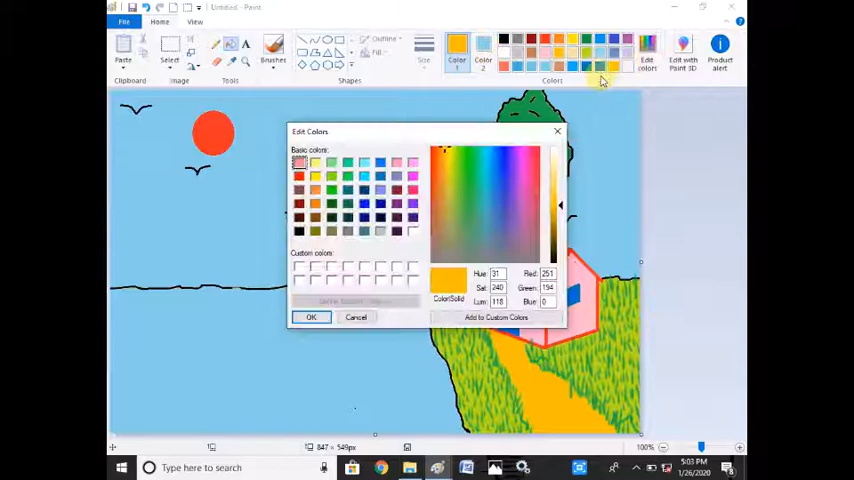 Untitled - Paint
File
Home
View
Paste
Select
Brushes
Outline
Fill
Size
Color 1
Color 2
Edit colors
Edit with Paint 3D
Product alert
Clipboard
Image
Tools
Shapes
Colors
Edit Colors
Basic colors:
Custom colors:
Hue: 31
Red: 251
Sat: 240
Green: 194
Color|Solid
Lum: 118
Blue: 0
OK
Cancel
Add to Custom Colors
847 × 549px
100%
Type here to search
5:03 PM
1/26/2020